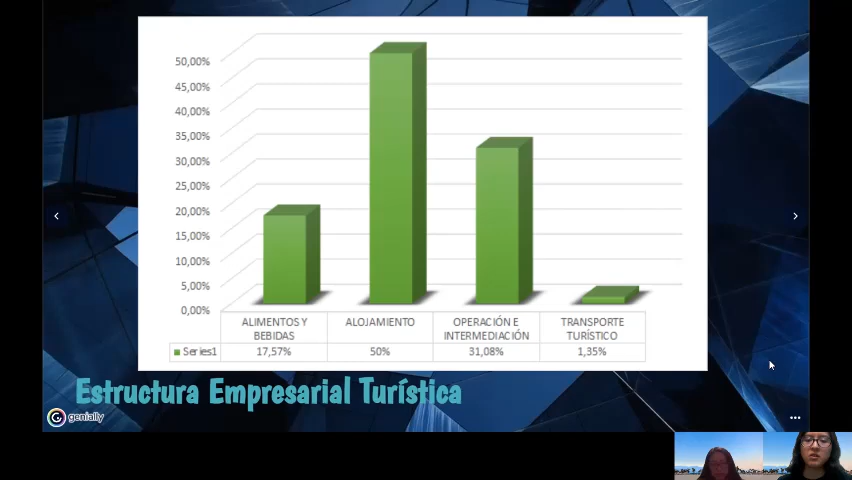 50,00%
45,00%
40,00%
35,00%
30,00%
25,00%
20,00%
15,00%
10,00%
5,00%
0,00%
ALIMENTOS Y BEBIDAS
ALOJAMIENTO
OPERACIÓN E INTERMEDIACIÓN
TRANSPORTE TURÍSTICO
Series1 17,57% 50% 31,08% 1,35%
Estructura Empresarial Turística
genially